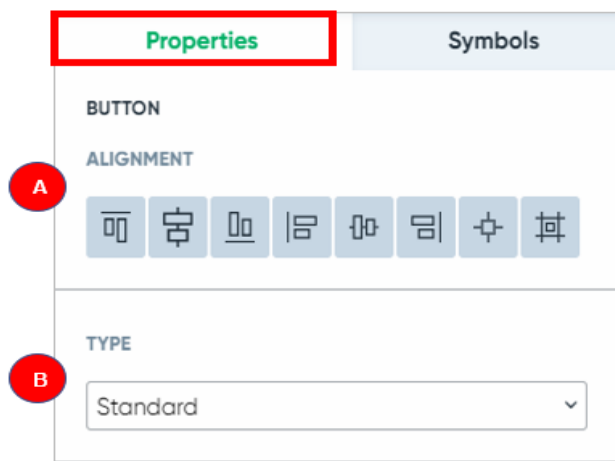 Properties Symbols
BUTTON
ALIGNMENT
A
TYPE
B
Standard